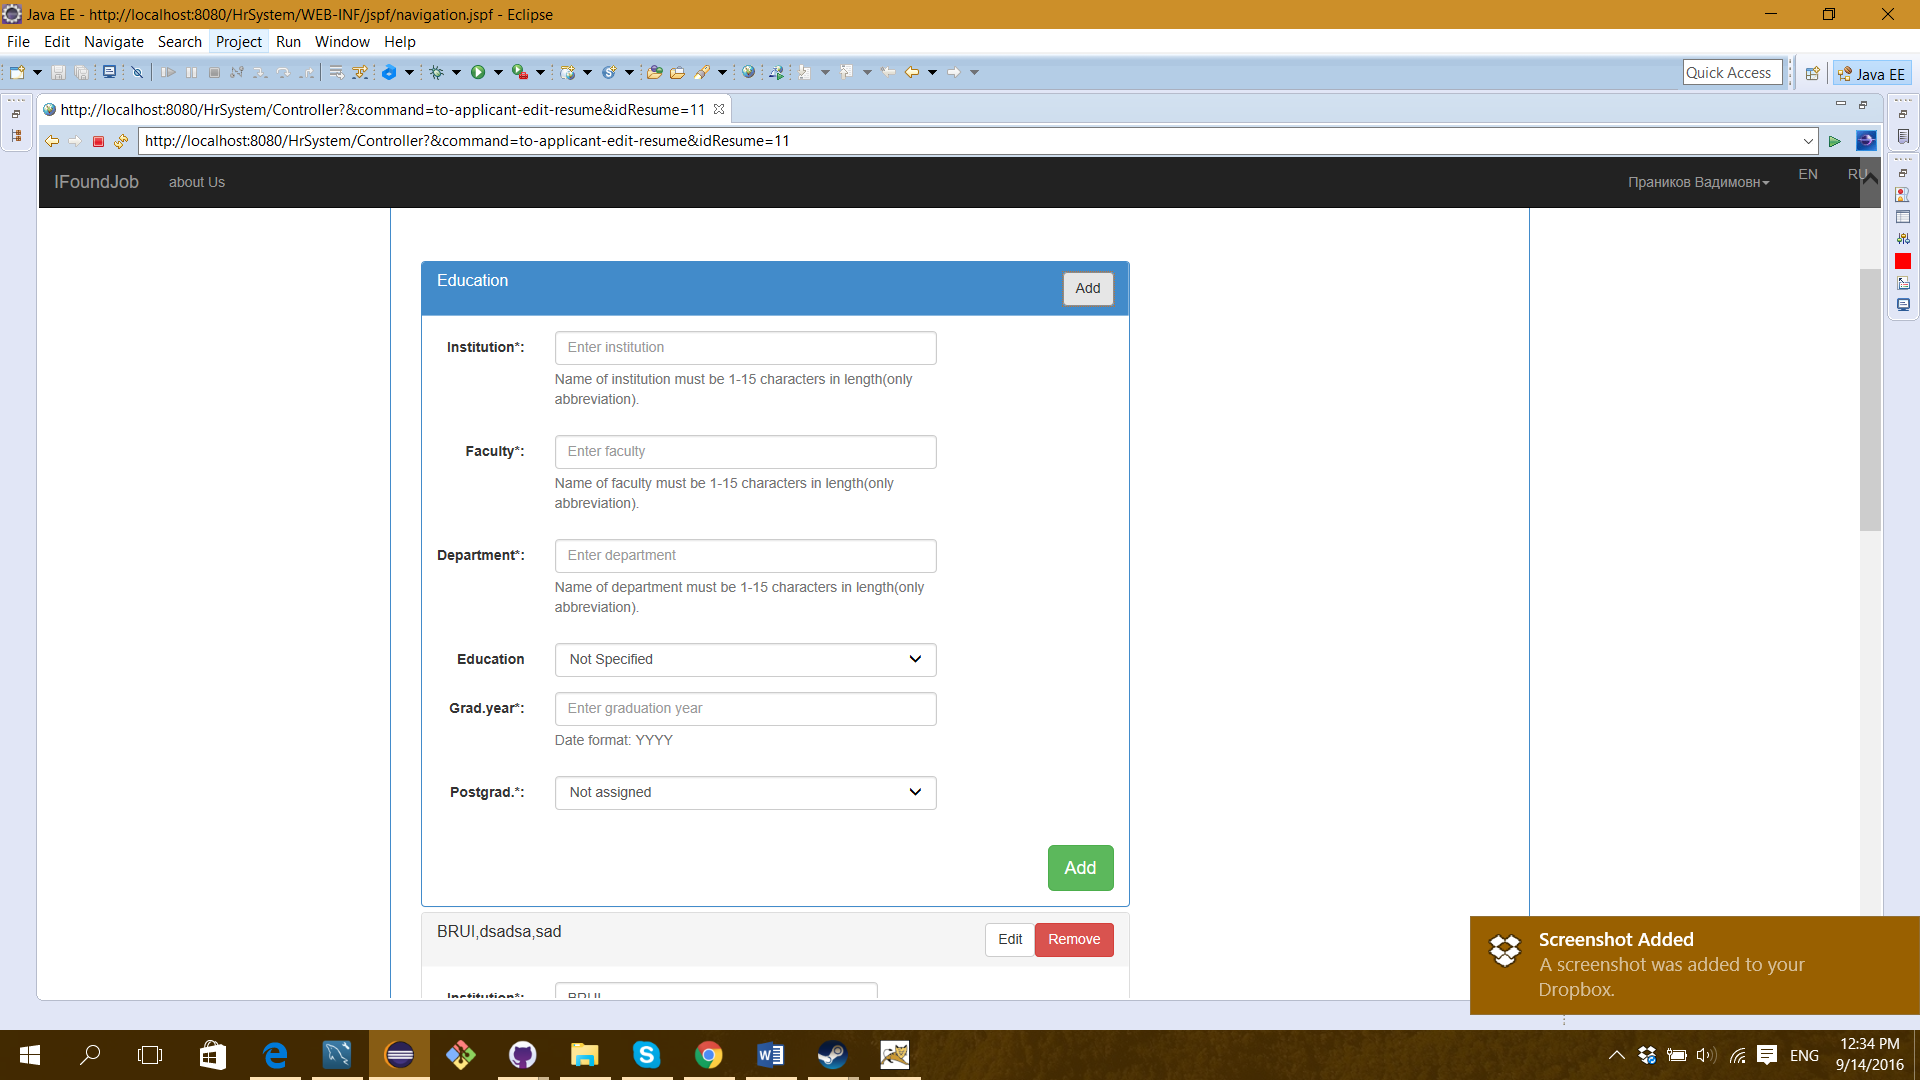 Java EE - http://localhost:8080/HrSystem/WEB-INF/jspf/navigation.jspf - Eclipse
File Edit Navigate Search Project Run Window Help
Quick Access
Java EE
http://localhost:8080/HrSystem/Controller?&command=to-applicant-edit-resume&idResume=11
http://localhost:8080/HrSystem/Controller?&command=to-applicant-edit-resume&idResume=11
IFoundJob about Us Праников Вадимовн EN RU
Education Add
Institution*: Enter institution
Name of institution must be 1-15 characters in length(only
abbreviation).
Faculty*: Enter faculty
Name of faculty must be 1-15 characters in length(only
abbreviation).
Department*: Enter department
Name of department must be 1-15 characters in length(only
abbreviation).
Education Not Specified
Grad.year*: Enter graduation year
Date format: YYYY
Postgrad.*: Not assigned
Add
BRUI,dsadsa,sad Edit Remove
Institution*: BRUI
Screenshot Added
A screenshot was added to your
Dropbox.
ENG
12:34 PM
9/14/2016